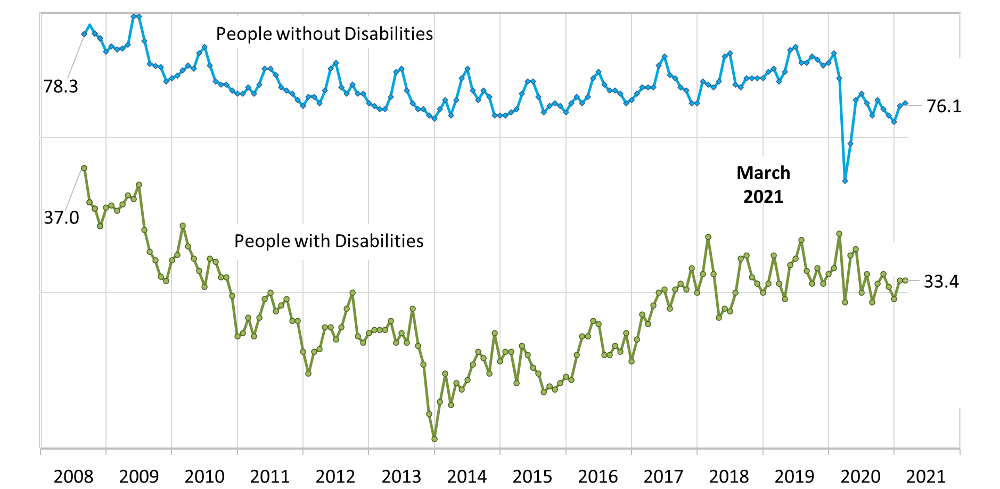 People without Disabilities
78.3
76.1
March
2021
37.0
People with Disabilities
33.4
2008 2009 2010 2011 2012 2013 2014 2015 2016 2017 2018 2019 2020 2021